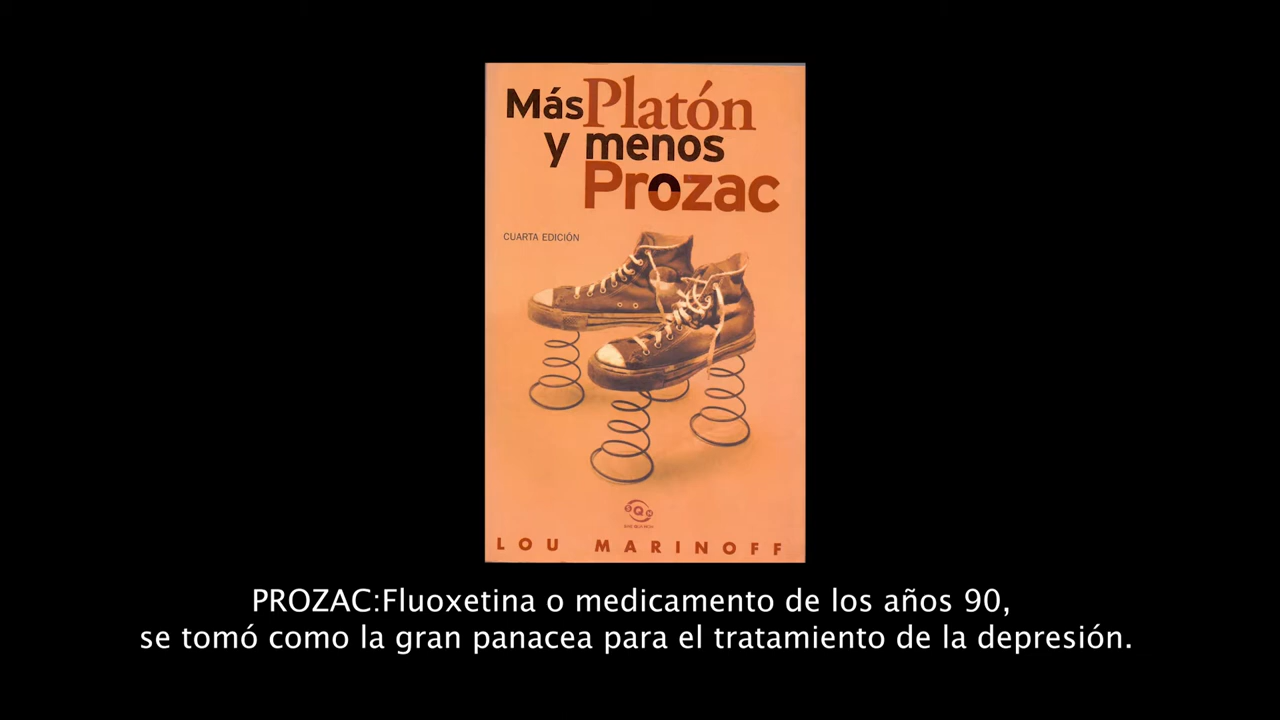 Más Platón
y menos
Prozac
CUARTA EDICIÓN
SQN
LOU MARINOFF
PROZAC:Fluoxetina o medicamento de los años 90,
se tomó como la gran panacea para el tratamiento de la depresión.